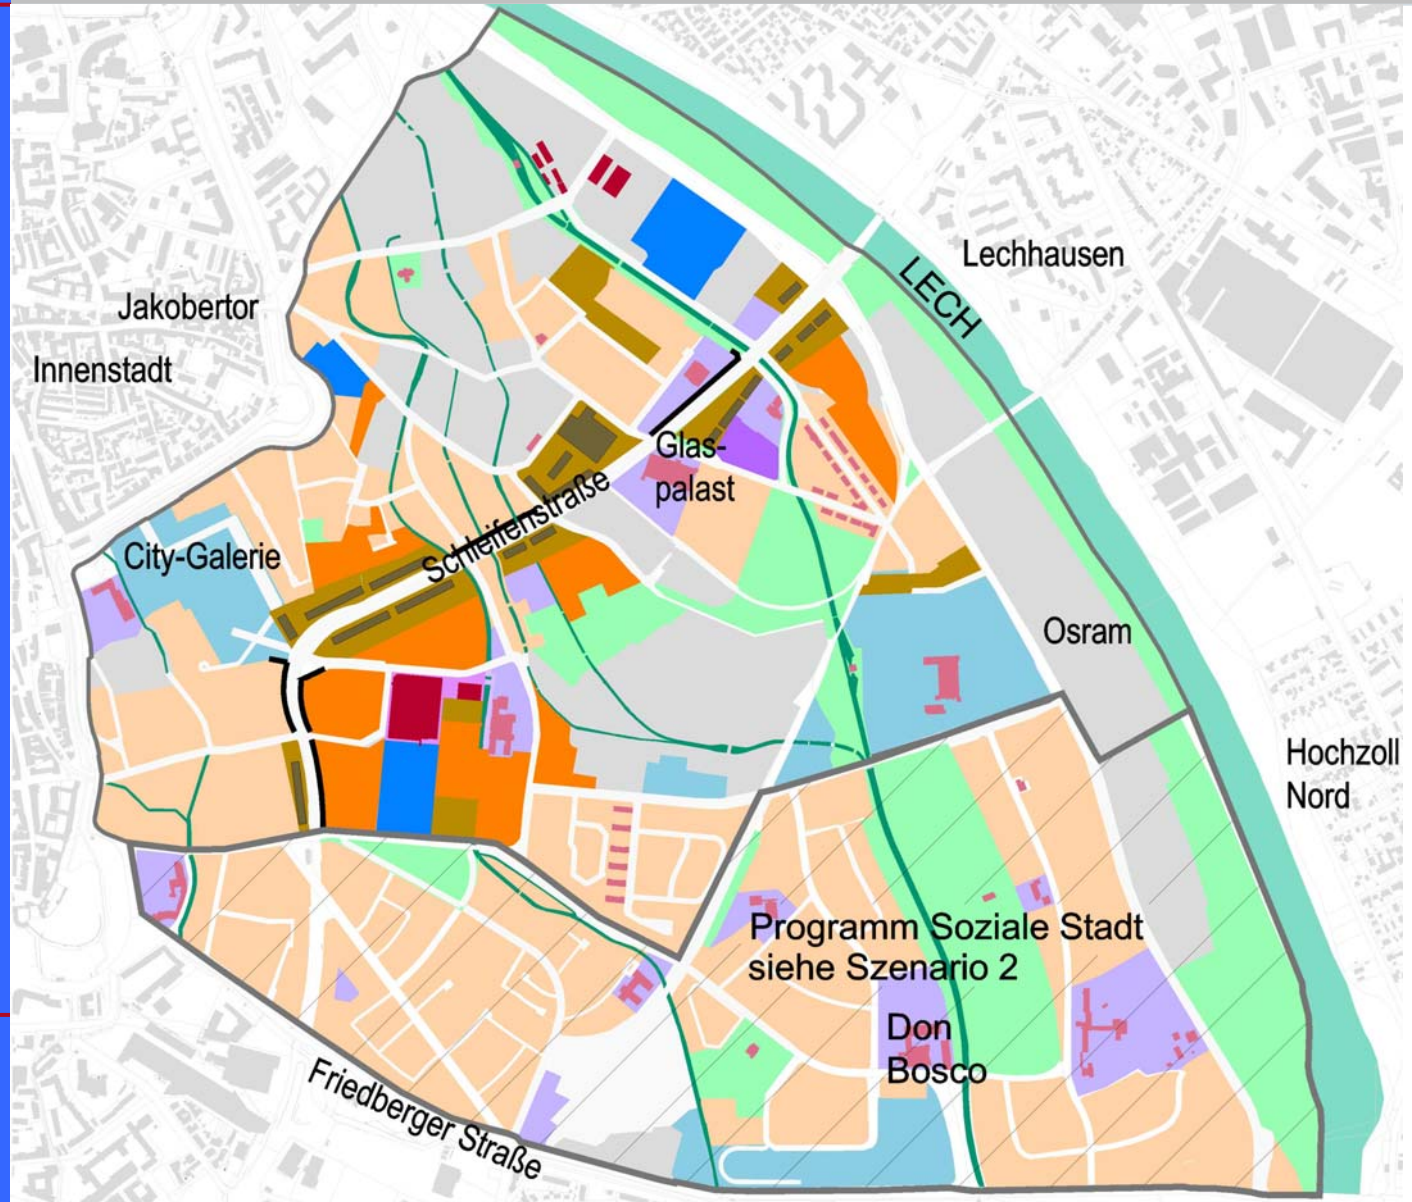 Lechhausen
LECH
Jakobertor
Innenstadt
Glas-
palast
Schleifenstraße
City-Galerie
Osram
Hochzoll
Nord
Programm Soziale Stadt
siehe Szenario 2
Don
Bosco
Friedberger Straße